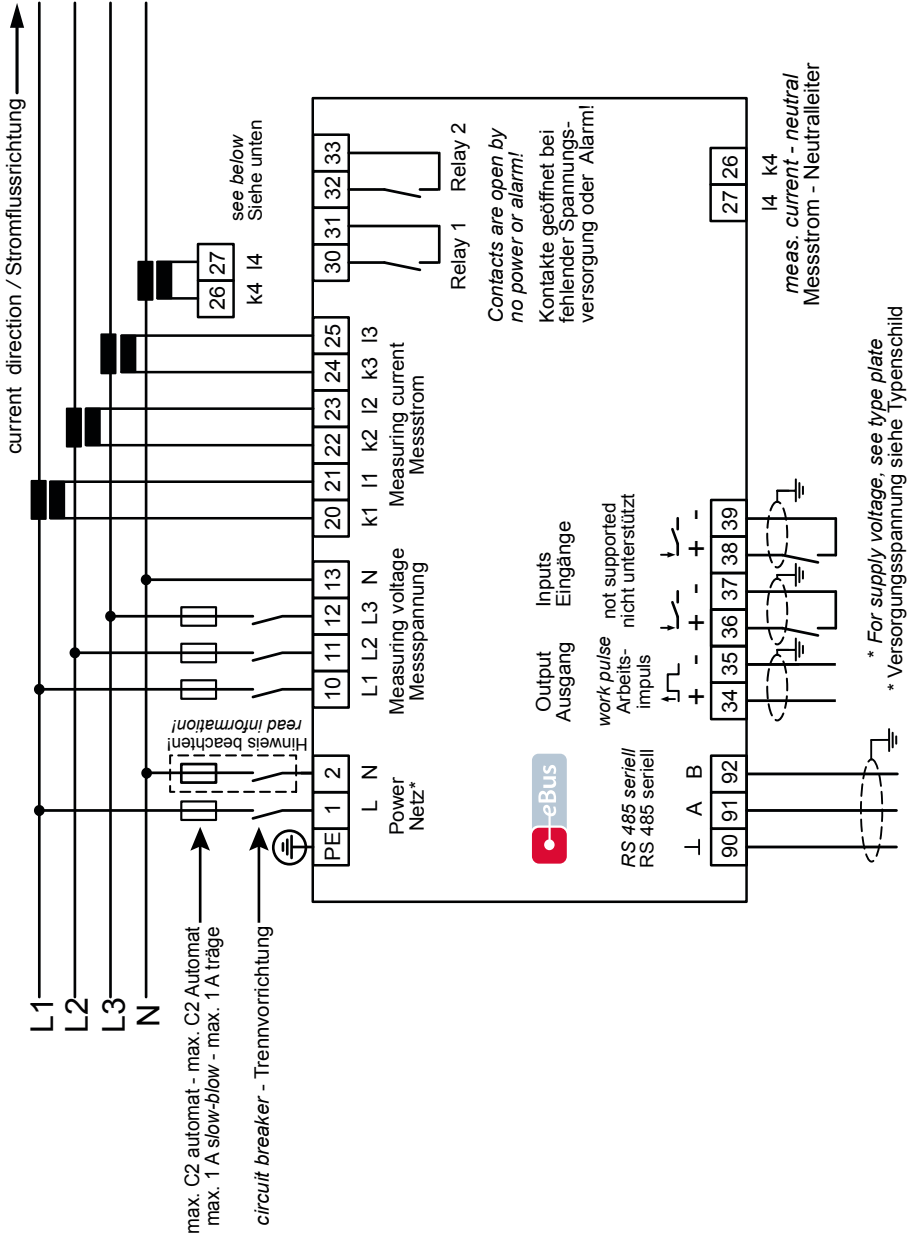 current direction / Stromflussrichtung
L1
L2
L3
N
max. C2 automat - max. C2 Automat
max. 1 A slow-blow - max. 1 A träge
circuit breaker - Trennvorrichtung
Hinweis beachten!
read information!
see below
Siehe unten
26 27
k4 l4
PE 1 2 10 11 12 13 20 21 22 23 24 25 30 31 32 33
L N L1 L2 L3 N k1 l1 k2 l2 k3 l3
Power
Netz*
Measuring voltage
Messspannung
Measuring current
Messstrom
Relay 1
Relay 2
Contacts are open by
no power or alarm!
Kontakte geöffnet bei
fehlender Spannungs-
versorgung oder Alarm!
eBus
RS 485 seriell
RS 485 seriell
Output
Ausgang
work pulse
Arbeits-
impuls
Inputs
Eingänge
not supported
nicht unterstützt
⊥ A B + - + - + -
90 91 92 34 35 36 37 38 39 27 26
l4 k4
meas. current - neutral
Messstrom - Neutralleiter
* For supply voltage, see type plate
* Versorgungsspannung siehe Typenschild